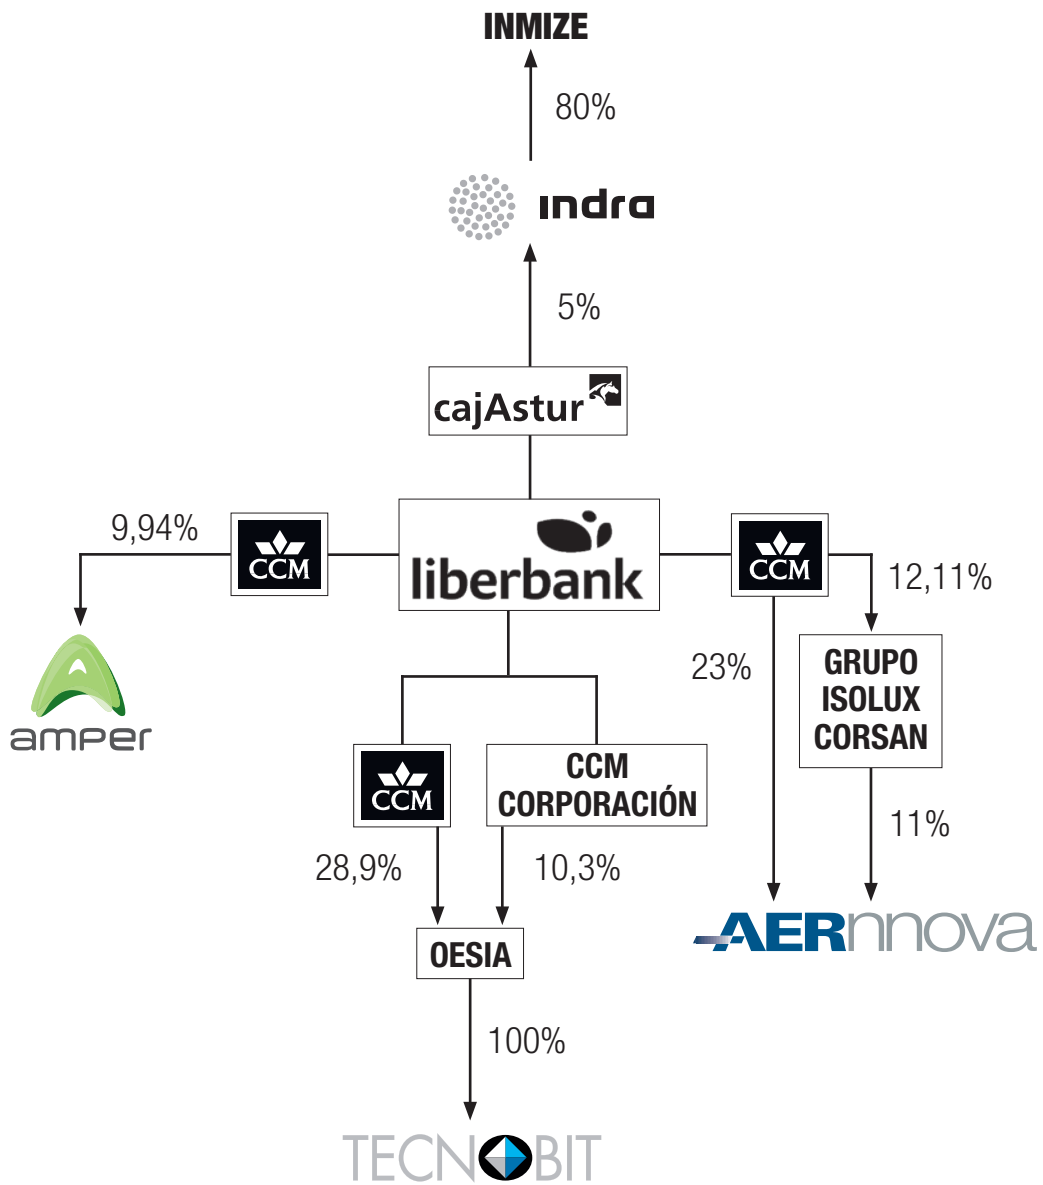 INMIZE
80%
indra
5%
cajAstur
liberbank
9,94%
CCM
CCM
12,11%
amper
23%
GRUPO
ISOLUX
CORSAN
CCM
CCM
CORPORACIÓN
11%
28,9%
10,3%
AERnnova
OESIA
100%
TECNOBIT